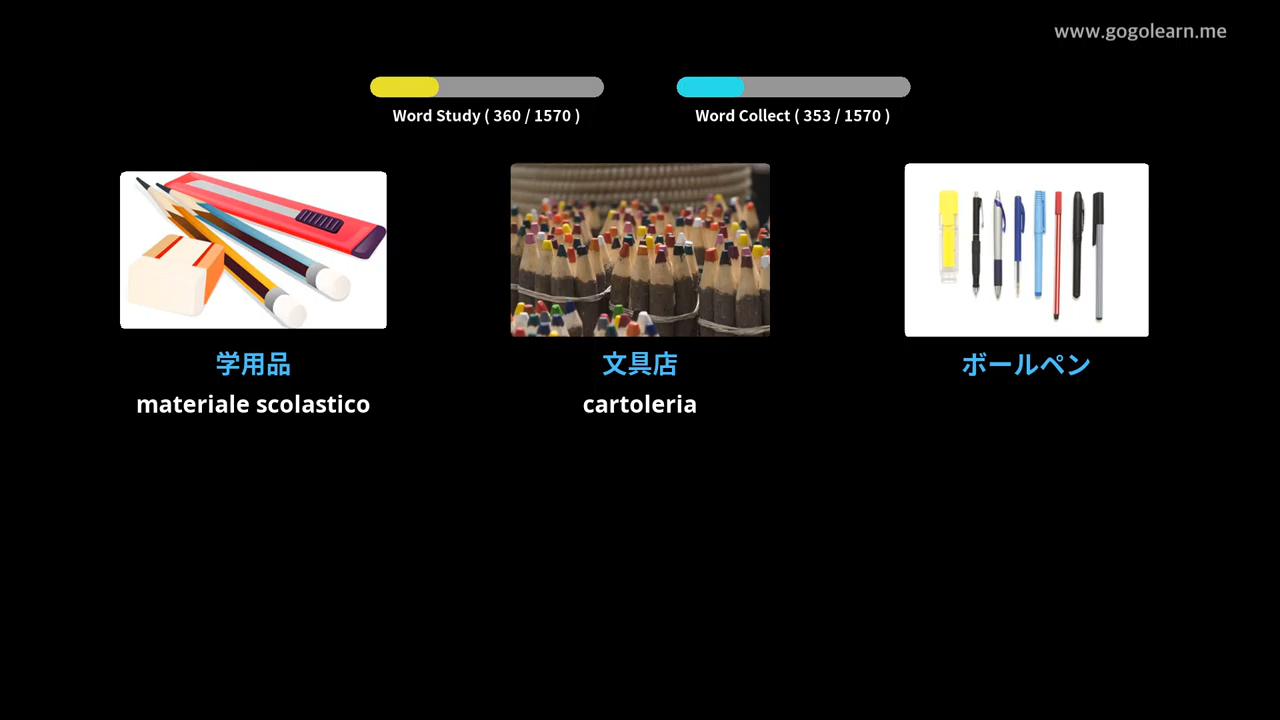 www.gogolearn.me
Word Study ( 360 / 1570 )
Word Collect ( 353 / 1570 )
学用品
文具店
ボールペン
materiale scolastico
cartoleria